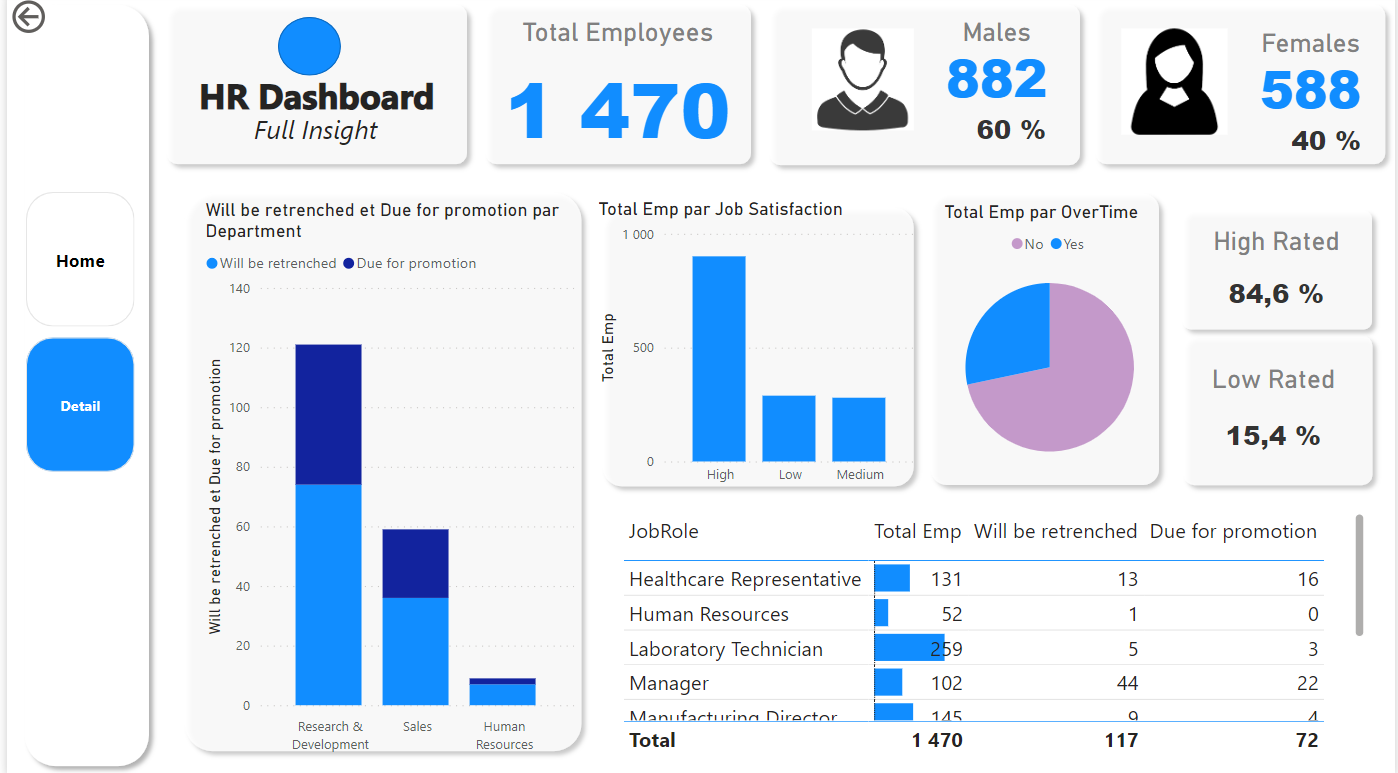 HR Dashboard
Full Insight
Total Employees
1 470
Males
882
60 %
Females
588
40 %
Home
Detail
Will be retrenched et Due for promotion par
Department
Will be retrenched Due for promotion
Will be retrenched et Due for promotion
140
120
100
80
60
40
20
0
Research &
Development
Sales
Human
Resources
Total Emp par Job Satisfaction
Total Emp
1 000
500
0
High Low Medium
Total Emp par OverTime
No Yes
High Rated
84,6 %
Low Rated
15,4 %
JobRole Total Emp Will be retrenched Due for promotion
Healthcare Representative 131 13 16
Human Resources 52 1 0
Laboratory Technician 259 5 3
Manager 102 44 22
Manufacturing Director 145 9 4
Total 1 470 117 72